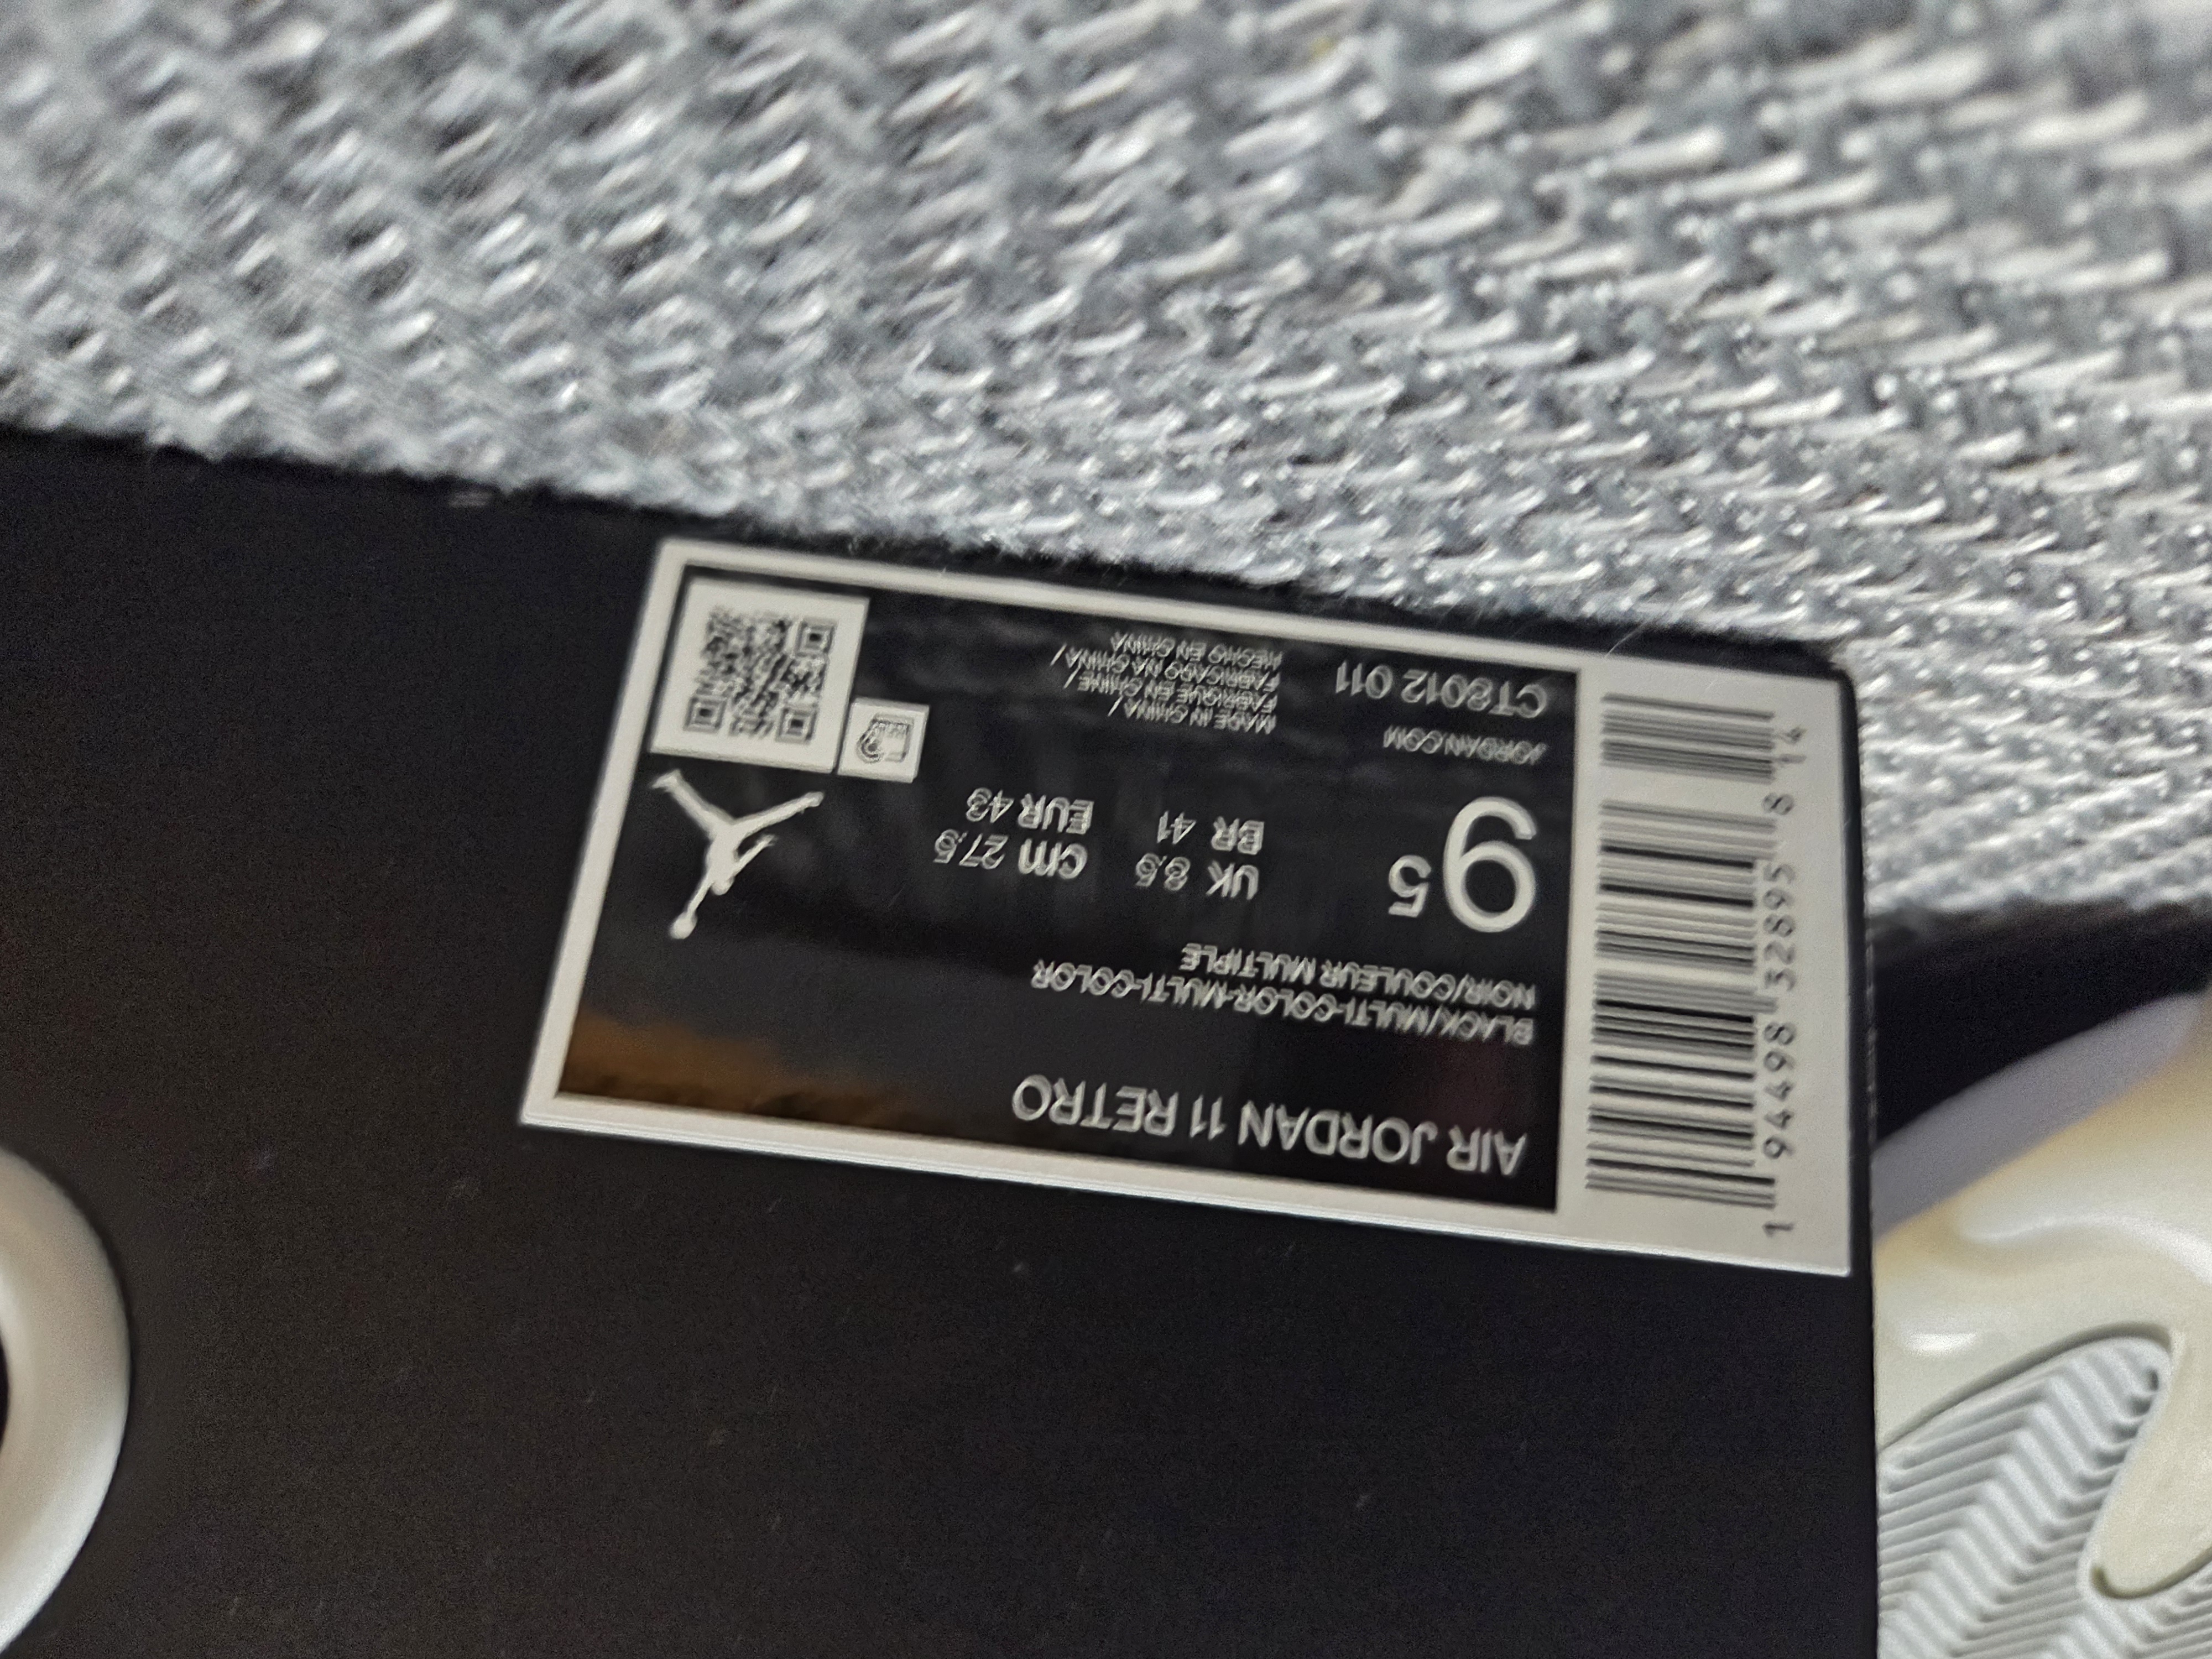 AIR JORDAN 11 RETRO
BLACK/MULTI-COLOR-MULTI-COLOR
NOIR/COULEUR MULTIPLE
9.5
UK 8.5
BR 41
CM 27.5
EUR 43
JORDAN.COM
CT8012 011
MADE IN CHINA/
FABRIQUE EN CHINE/
FABRICADO NA CHINA/
HECHO EN CHINA
1 94498 32895 8 14